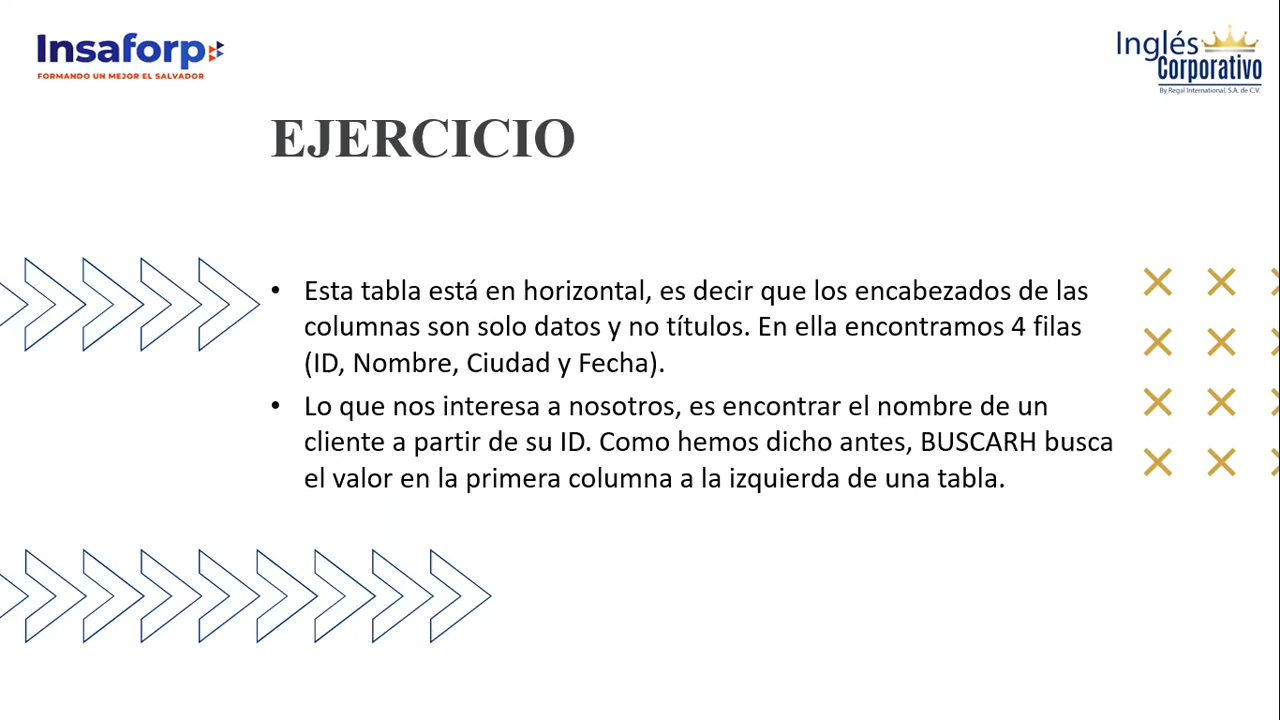 Insaforp
FORMANDO UN MEJOR EL SALVADOR
Inglés
Corporativo
By Regal International, S.A. de C.V.
EJERCICIO
• Esta tabla está en horizontal, es decir que los encabezados de las
columnas son solo datos y no títulos. En ella encontramos 4 filas
(ID, Nombre, Ciudad y Fecha).
• Lo que nos interesa a nosotros, es encontrar el nombre de un
cliente a partir de su ID. Como hemos dicho antes, BUSCARH busca
el valor en la primera columna a la izquierda de una tabla.